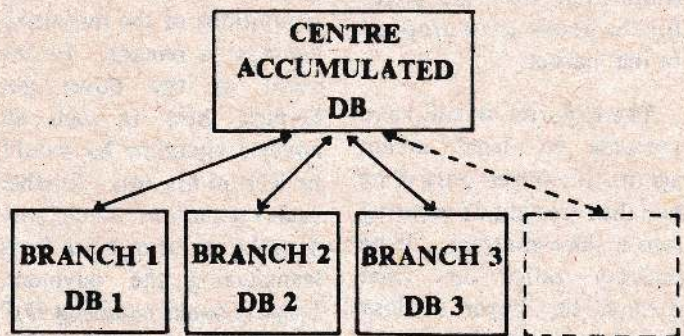 CENTRE
ACCUMULATED
DB
BRANCH 1
DB 1
BRANCH 2
DB 2
BRANCH 3
DB 3